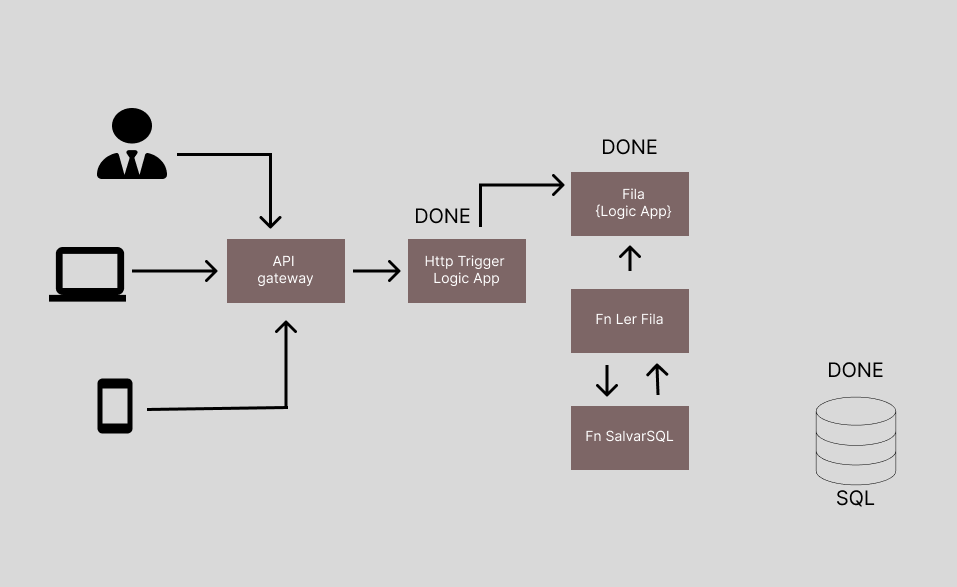 DONE
Fila
{Logic App}
DONE
API
gateway
Http Trigger
Logic App
Fn Ler Fila
DONE
Fn SalvarSQL
SQL